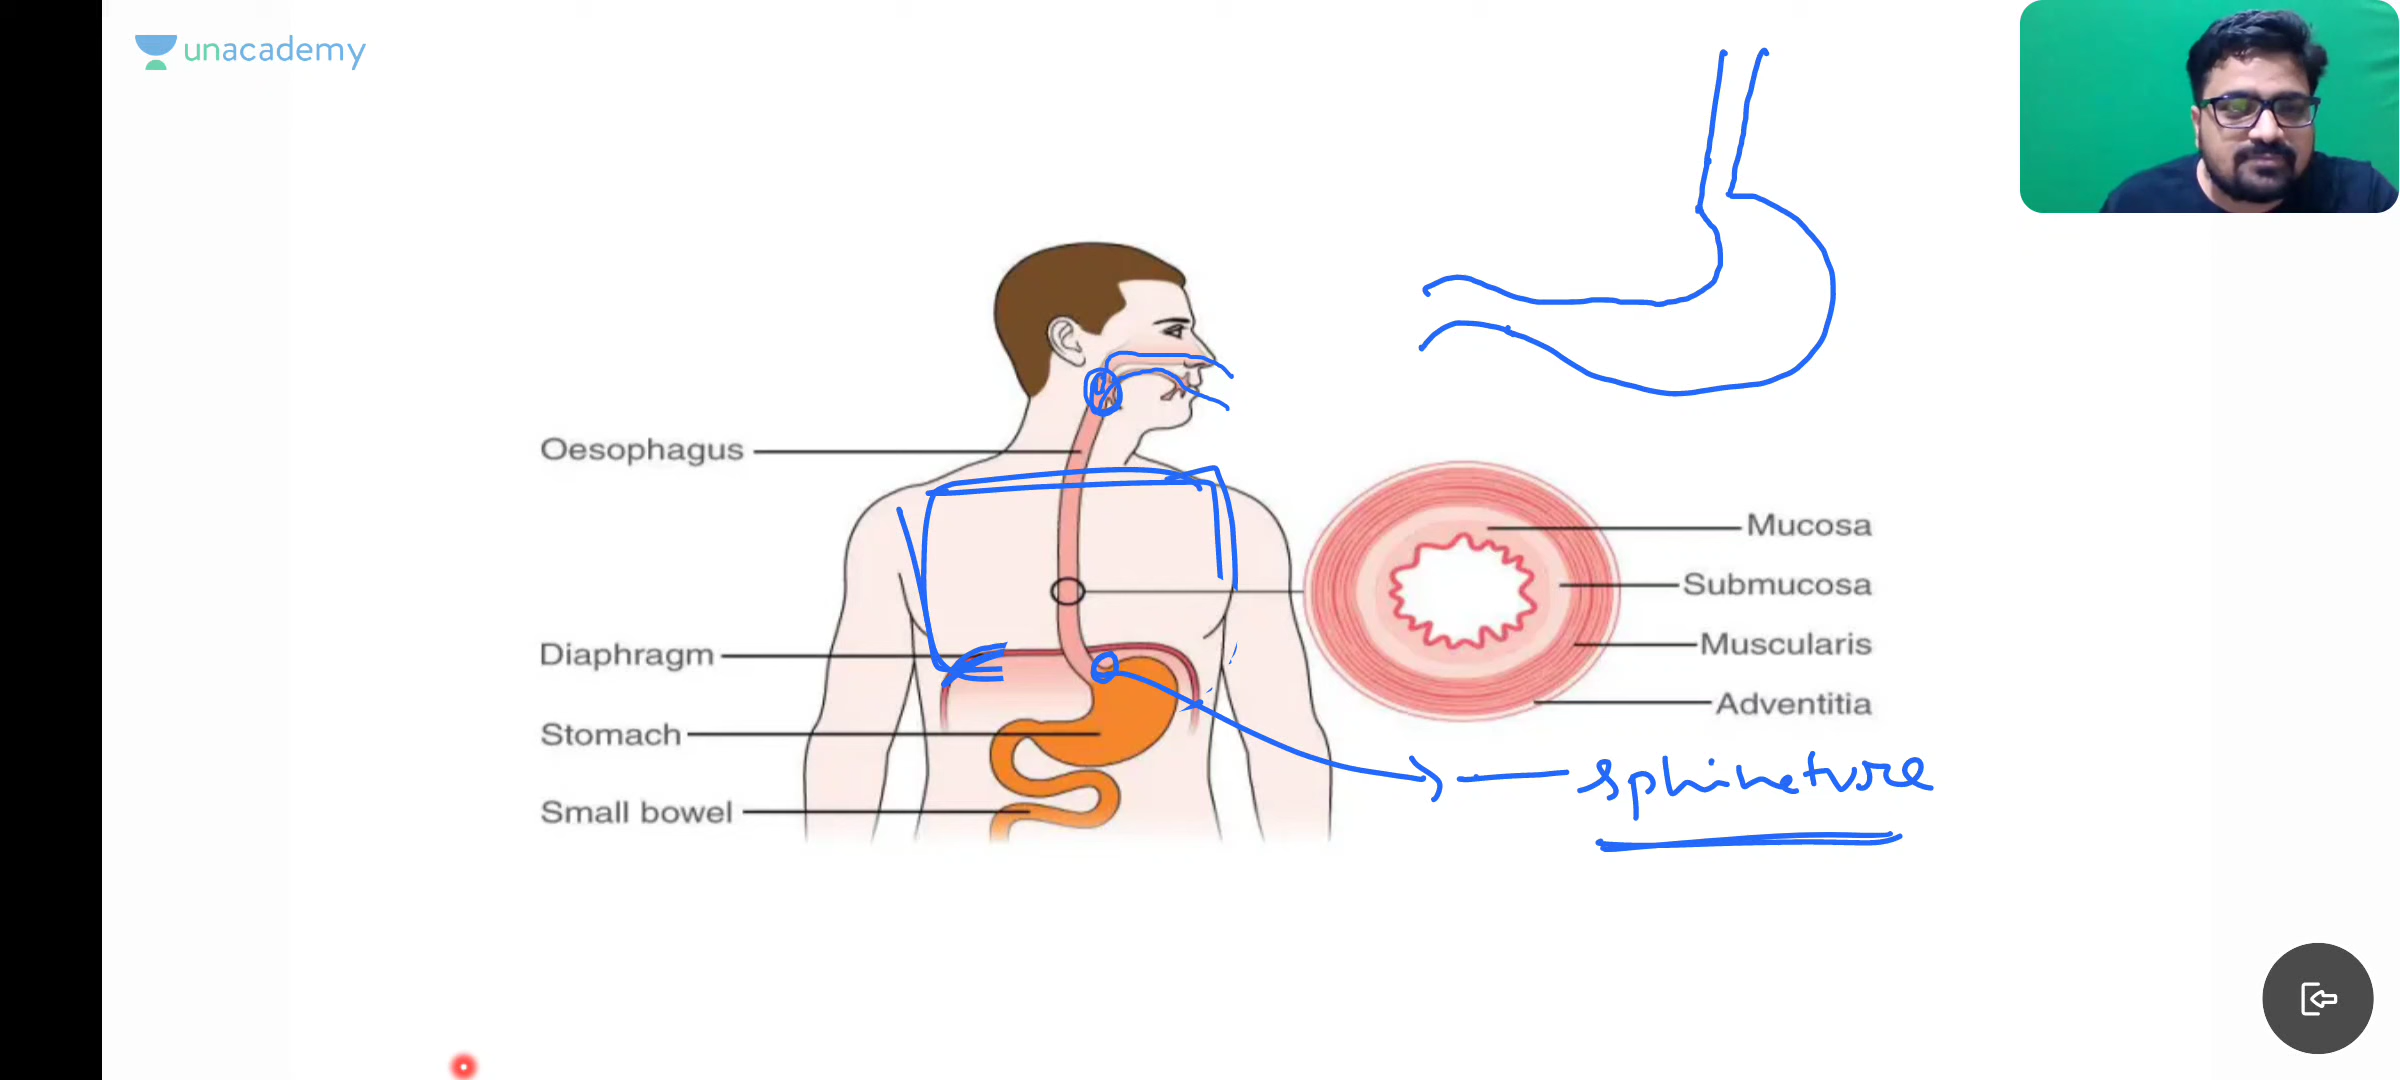 unacademy
Oesophagus
Diaphragm
Stomach
Small bowel
Mucosa
Submucosa
Muscularis
Adventitia
sphincture